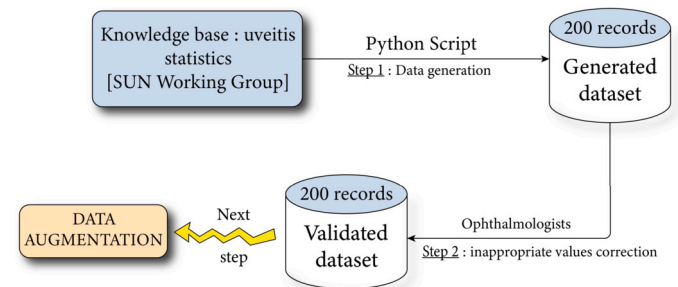 Knowledge base : uveitis
statistics
[SUN Working Group]
Python Script
Step 1 : Data generation
200 records
Generated
dataset
Ophthalmologists
Step 2 : inappropriate values correction
200 records
Validated
dataset
Next
step
DATA
AUGMENTATION